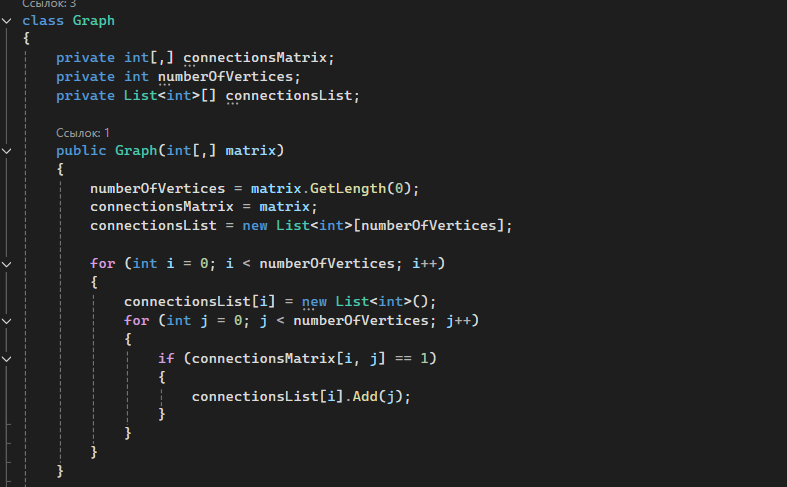 Ссылок: 3
class Graph
{
private int[,] connectionsMatrix;
private int numberOfVertices;
private List<int>[] connectionsList;
Ссылок: 1
public Graph(int[,] matrix)
{
numberOfVertices = matrix.GetLength(0);
connectionsMatrix = matrix;
connectionsList = new List<int>[numberOfVertices];
for (int i = 0; i < numberOfVertices; i++)
{
connectionsList[i] = new List<int>();
for (int j = 0; j < numberOfVertices; j++)
{
if (connectionsMatrix[i, j] == 1)
{
connectionsList[i].Add(j);
}
}
}
}